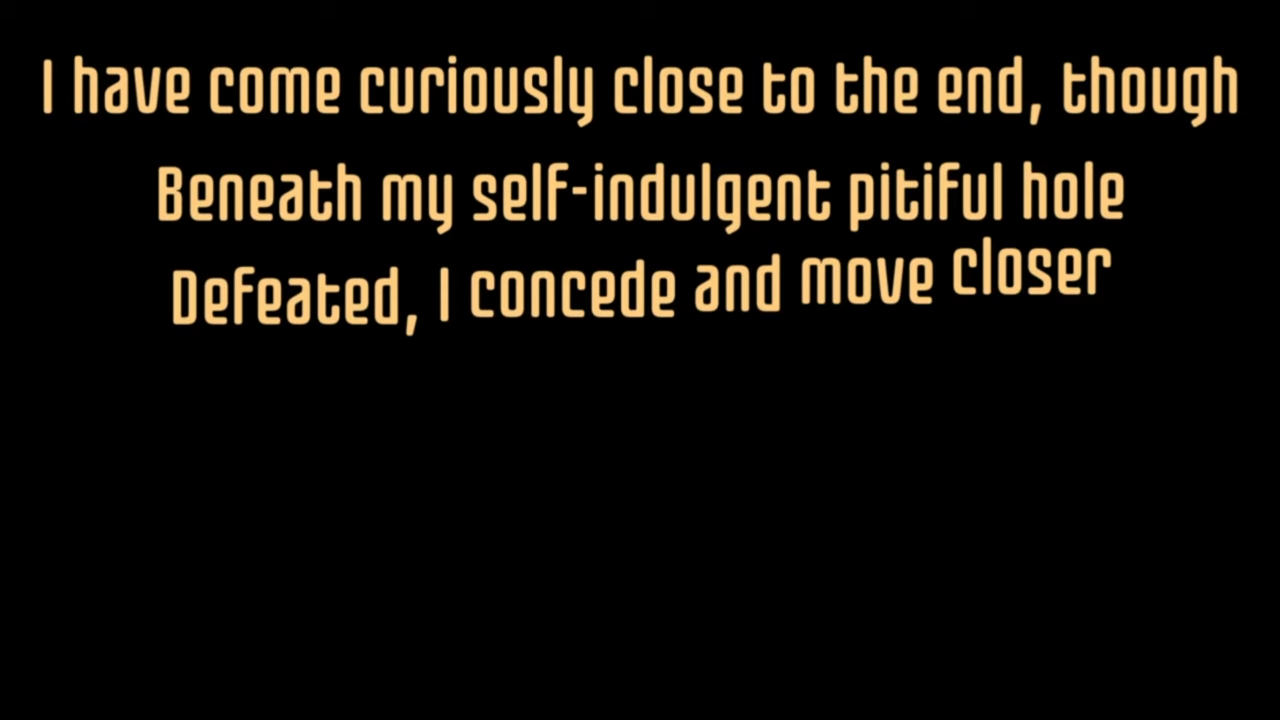 I have come curiously close to the end, though
Beneath my self-indulgent pitiful hole
Defeated, I concede and move closer